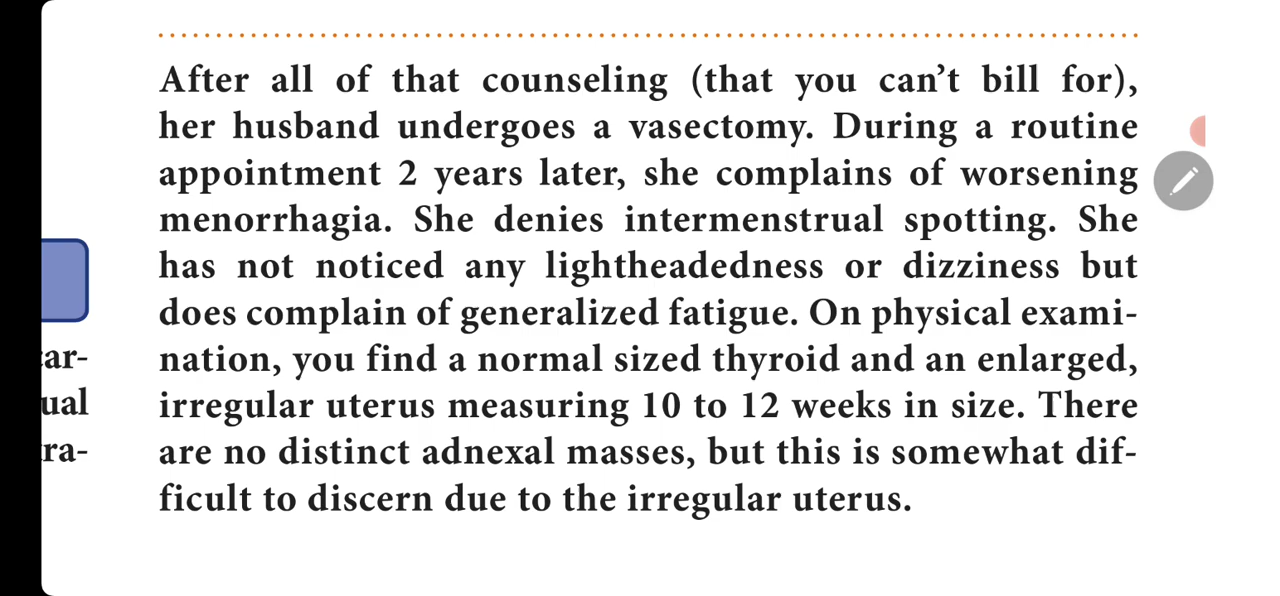 After all of that counseling (that you can’t bill for),
her husband undergoes a vasectomy. During a routine
appointment 2 years later, she complains of worsening
menorrhagia. She denies intermenstrual spotting. She
has not noticed any lightheadedness or dizziness but
does complain of generalized fatigue. On physical exami-
car-
nation, you find a normal sized thyroid and an enlarged,
ual
irregular uterus measuring 10 to 12 weeks in size. There
ra-
are no distinct adnexal masses, but this is somewhat dif-
ficult to discern due to the irregular uterus.